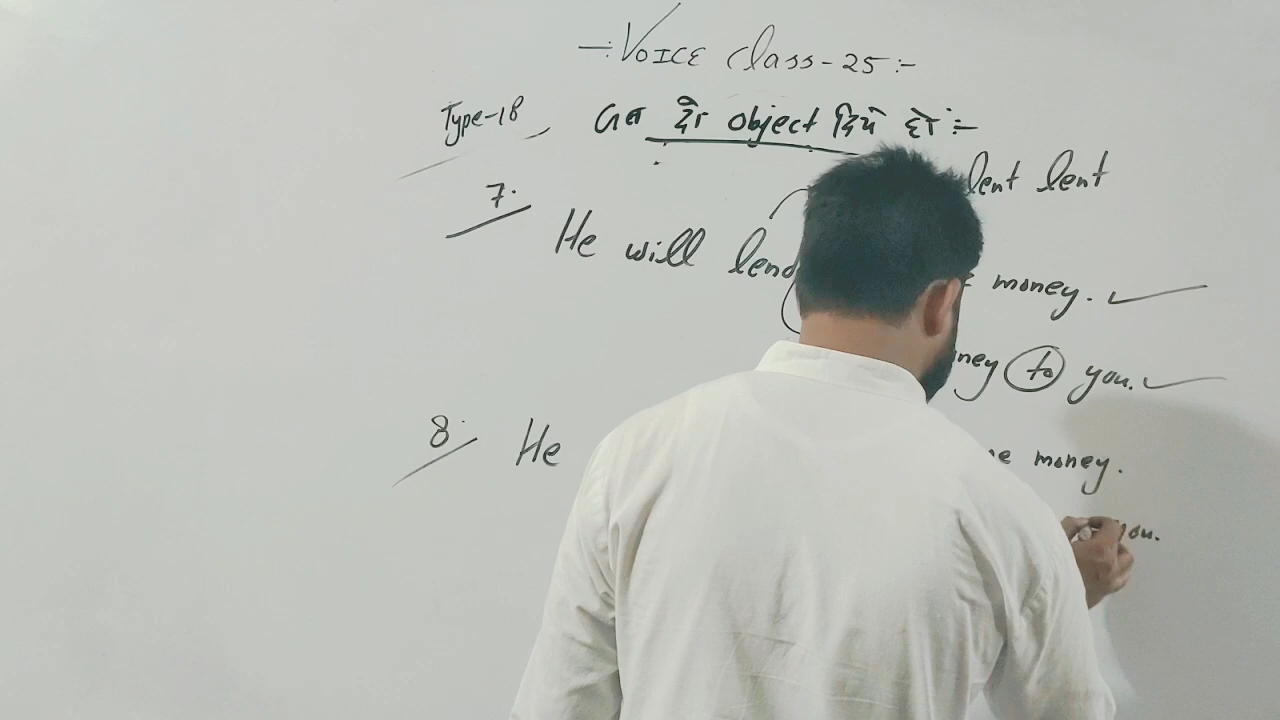 -: VOICE Class-25 :-
Type-18, जब दो object दिया हो :-
lent lent
7. He will lend money. ✓
ney to you. ✓
8. He money.
ou.